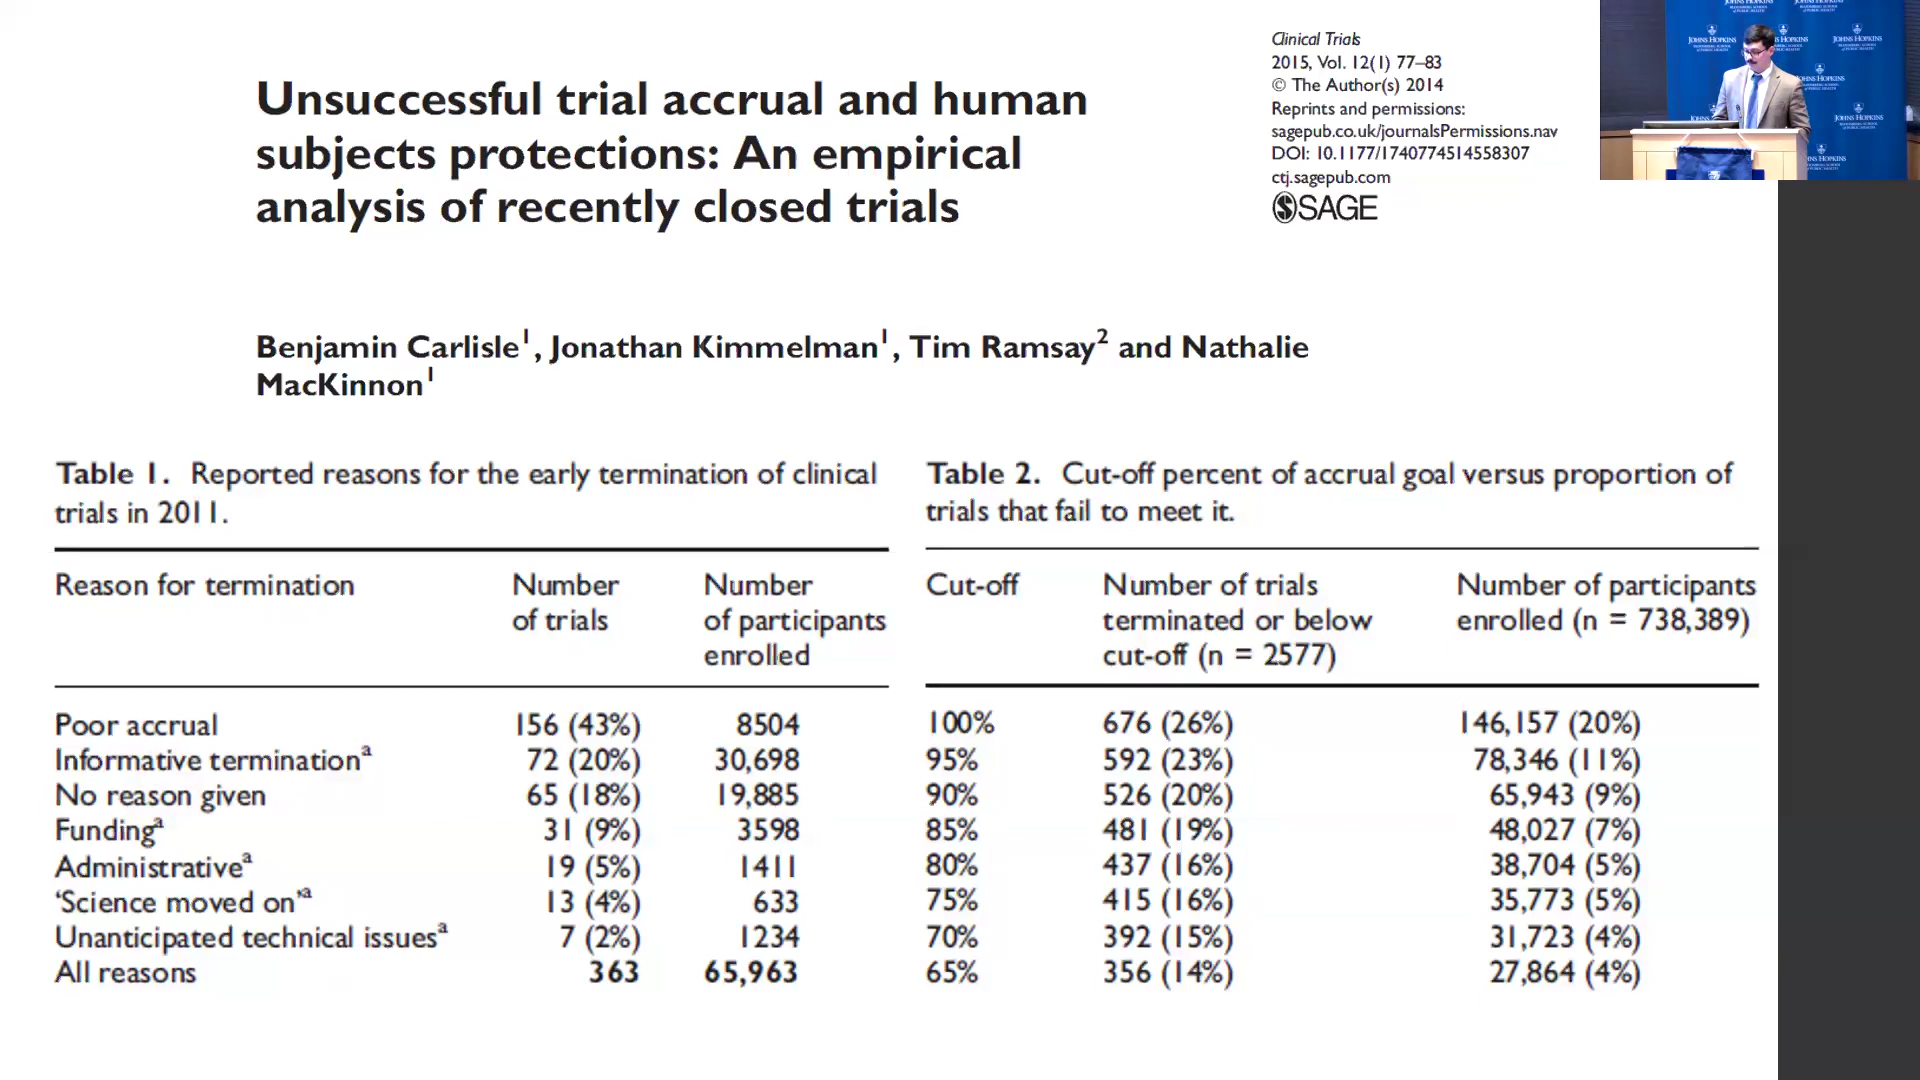 Clinical Trials
2015, Vol. 12(1) 77–83
© The Author(s) 2014
Reprints and permissions:
sagepub.co.uk/journalsPermissions.nav
DOI: 10.1177/1740774514558307
ctj.sagepub.com
SAGE
Unsuccessful trial accrual and human
subjects protections: An empirical
analysis of recently closed trials
Benjamin Carlisle1, Jonathan Kimmelman1, Tim Ramsay2 and Nathalie
MacKinnon1
Table 1. Reported reasons for the early termination of clinical
trials in 2011.
Reason for termination Number of trials Number of participants enrolled
Poor accrual 156 (43%) 8504
Informative terminationa 72 (20%) 30,698
No reason given 65 (18%) 19,885
Fundinga 31 (9%) 3598
Administrativea 19 (5%) 1411
‘Science moved on’a 13 (4%) 633
Unanticipated technical issuesa 7 (2%) 1234
All reasons 363 65,963
Table 2. Cut-off percent of accrual goal versus proportion of
trials that fail to meet it.
Cut-off Number of trials terminated or below cut-off (n = 2577) Number of participants enrolled (n = 738,389)
100% 676 (26%) 146,157 (20%)
95% 592 (23%) 78,346 (11%)
90% 526 (20%) 65,943 (9%)
85% 481 (19%) 48,027 (7%)
80% 437 (16%) 38,704 (5%)
75% 415 (16%) 35,773 (5%)
70% 392 (15%) 31,723 (4%)
65% 356 (14%) 27,864 (4%)
JOHNS HOPKINS
JOHNS HOPKINS
JOHNS HOPKINS